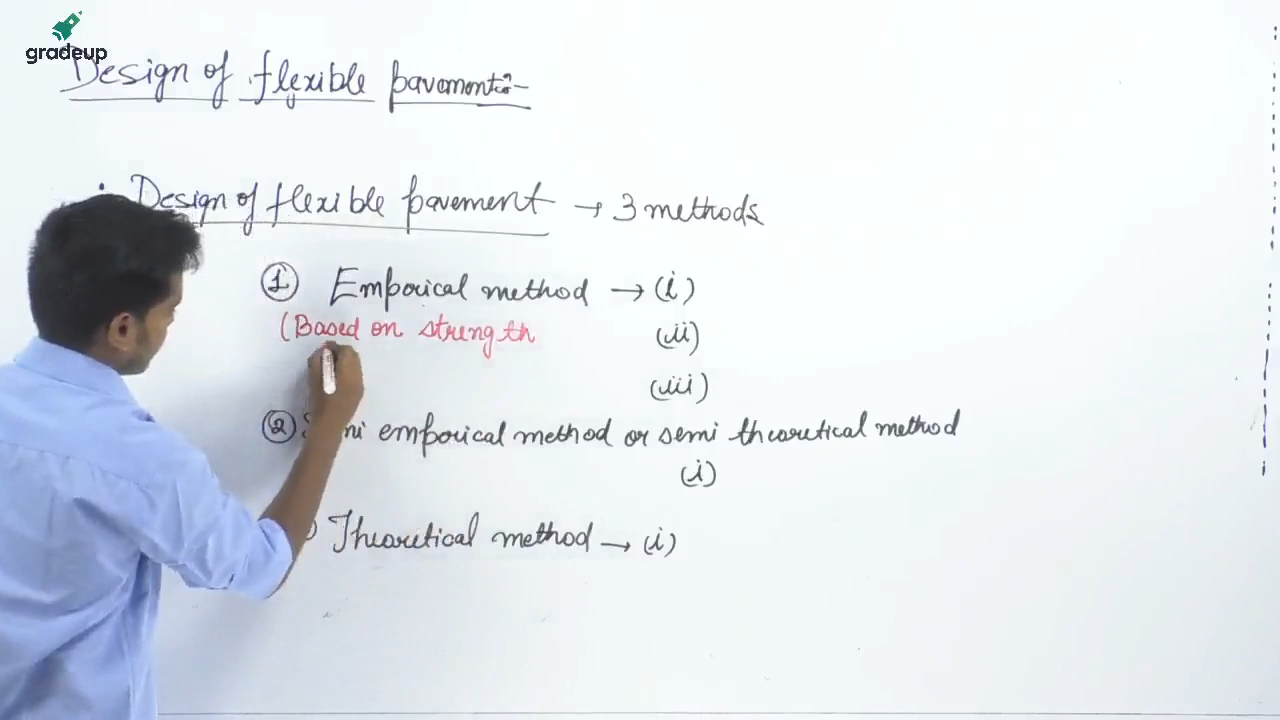 gradeup
Design of flexible pavement:-
Design of flexible pavement → 3 methods
① Emporical method → (i)
(Based on strength (ii)
(iii)
② emporical method or semi theoretical method
(i)
Theoretical method → (i)